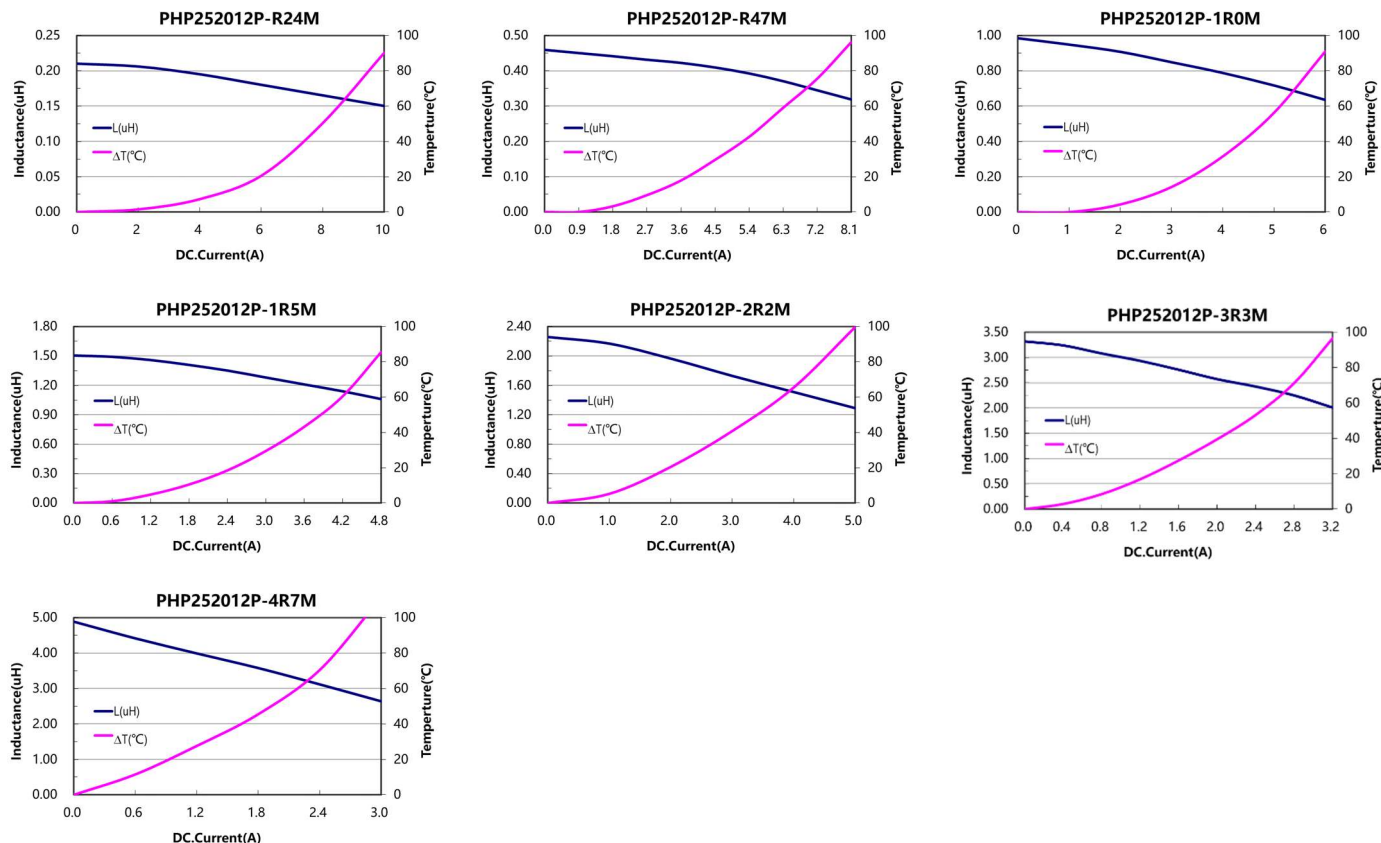 PHP252012P-R24M
Inductance(uH)
0.25
0.20
0.15
0.10
0.05
0.00
L(uH)
ΔT(℃)
100
80
60
40
20
0
Temperture(℃)
0 2 4 6 8 10
DC.Current(A)
PHP252012P-R47M
Inductance(uH)
0.50
0.40
0.30
0.20
0.10
0.00
L(uH)
ΔT(℃)
100
80
60
40
20
0
Temperture(℃)
0.0 0.9 1.8 2.7 3.6 4.5 5.4 6.3 7.2 8.1
DC.Current(A)
PHP252012P-1R0M
Inductance(uH)
1.00
0.80
0.60
0.40
0.20
0.00
L(uH)
ΔT(℃)
100
80
60
40
20
0
Temperture(℃)
0 1 2 3 4 5 6
DC.Current(A)
PHP252012P-1R5M
Inductance(uH)
1.80
1.50
1.20
0.90
0.60
0.30
0.00
L(uH)
ΔT(℃)
100
80
60
40
20
0
Temperture(℃)
0.0 0.6 1.2 1.8 2.4 3.0 3.6 4.2 4.8
DC.Current(A)
PHP252012P-2R2M
Inductance(uH)
2.40
2.00
1.60
1.20
0.80
0.40
0.00
L(uH)
ΔT(℃)
100
80
60
40
20
0
Temperture(℃)
0.0 1.0 2.0 3.0 4.0 5.0
DC.Current(A)
PHP252012P-3R3M
Inductance(uH)
3.50
3.00
2.50
2.00
1.50
1.00
0.50
0.00
L(uH)
ΔT(℃)
100
80
60
40
20
0
Temperture(℃)
0.0 0.4 0.8 1.2 1.6 2.0 2.4 2.8 3.2
DC.Current(A)
PHP252012P-4R7M
Inductance(uH)
5.00
4.00
3.00
2.00
1.00
0.00
L(uH)
ΔT(℃)
100
80
60
40
20
0
Temperture(℃)
0.0 0.6 1.2 1.8 2.4 3.0
DC.Current(A)